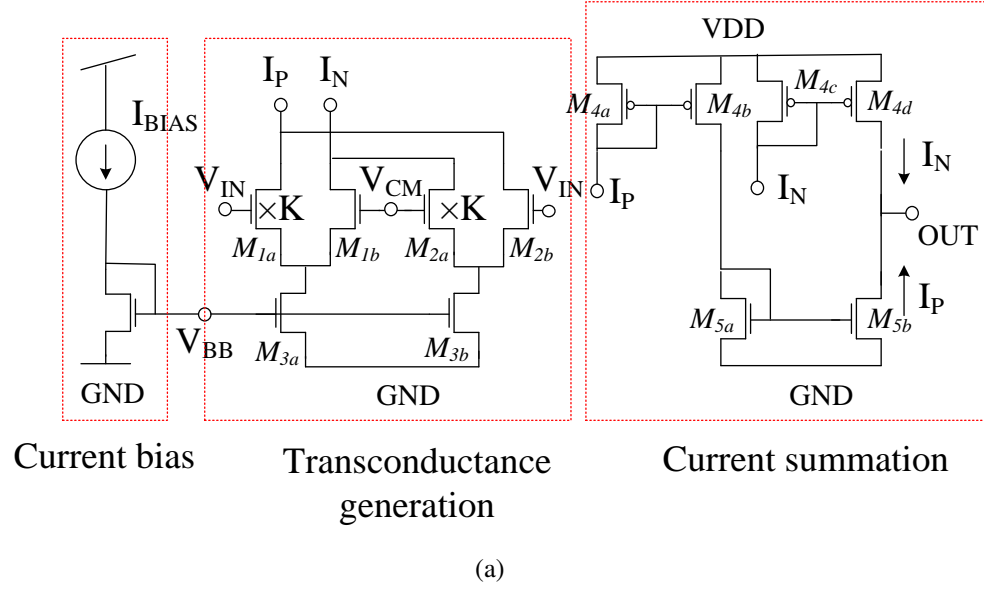 VDD
I_P I_N
M_4a M_4b M_4c M_4d
I_BIAS
V_IN ×K V_CM ×K V_IN
I_P I_N I_N
OUT
M_1a M_1b M_2a M_2b
I_P
M_5a M_5b
V_BB M_3a M_3b
GND GND GND
Current bias
Transconductance
generation
Current summation
(a)